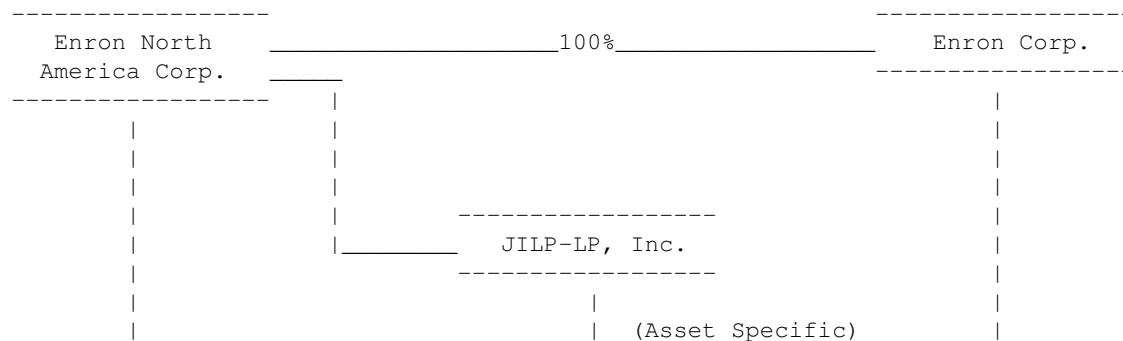 Enron North 100% Enron Corp.
America Corp.
JILP-LP, Inc.
(Asset Specific)